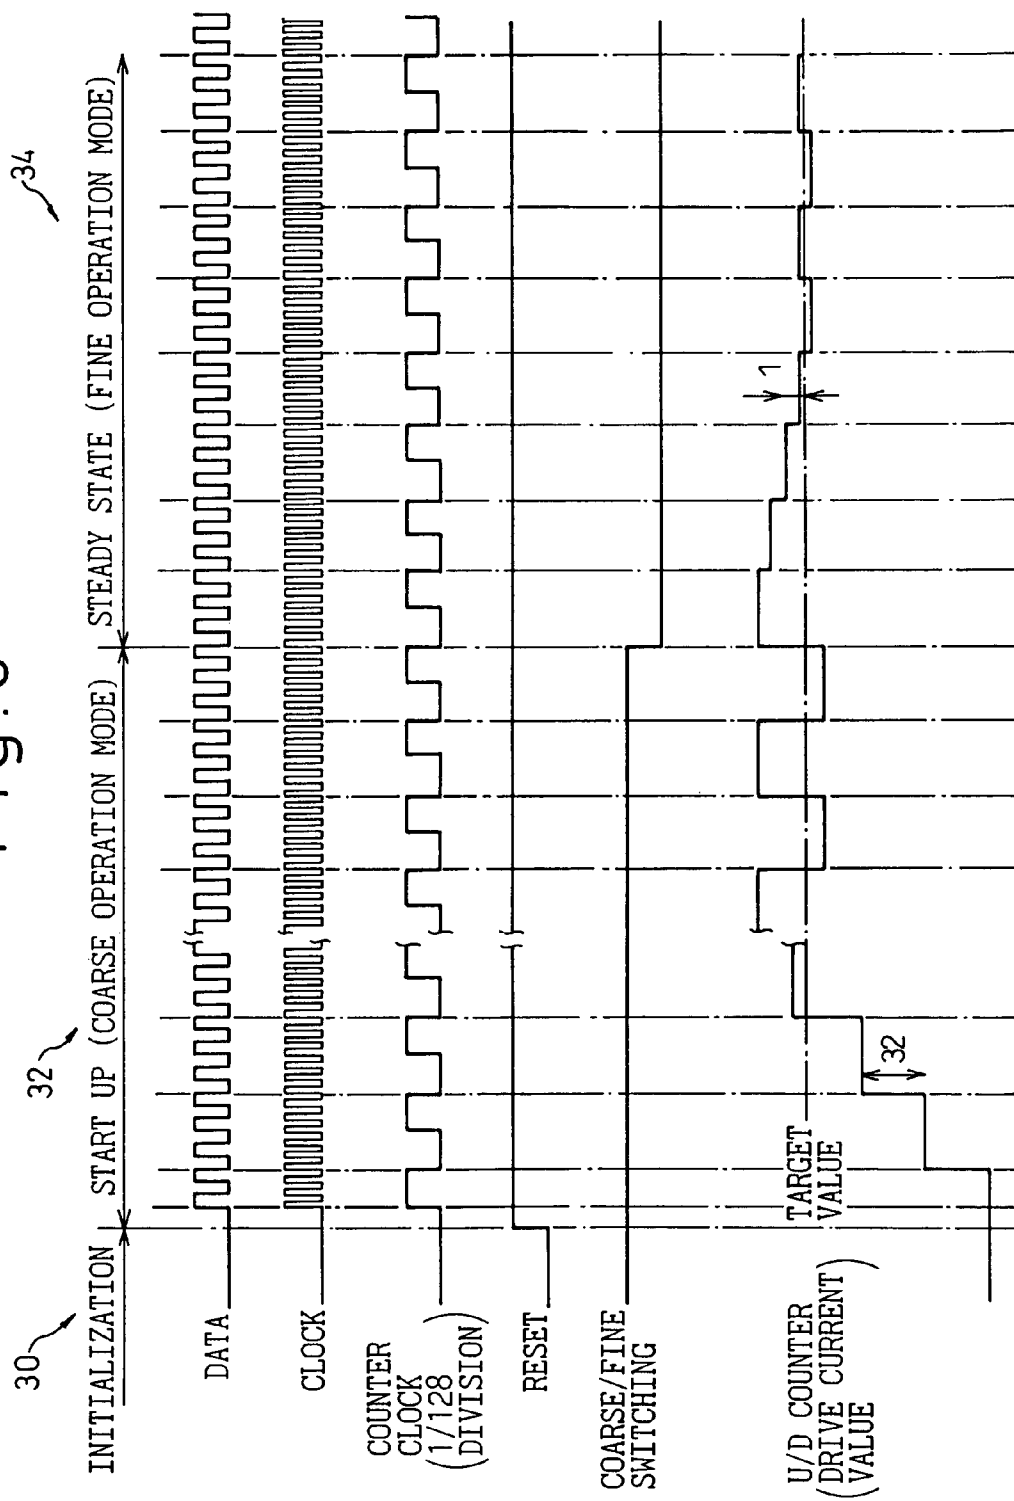 30
INITIALIZATION
32
START UP (COARSE OPERATION MODE)
34
STEADY STATE (FINE OPERATION MODE)
DATA
CLOCK
COUNTER
CLOCK
(1/128
DIVISION)
RESET
COARSE/FINE
SWITCHING
U/D COUNTER
(DRIVE CURRENT)
VALUE
TARGET
VALUE
32
1